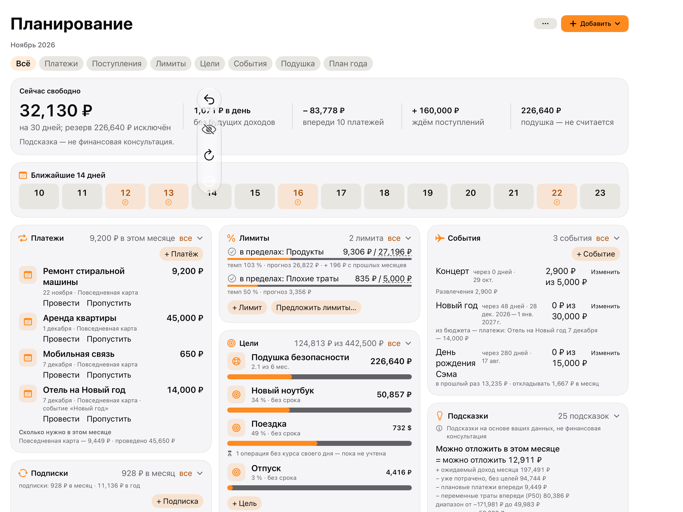 Планирование
Добавить
Ноябрь 2026
Всё
Платежи
Поступления
Лимиты
Цели
События
Подушка
План года
Сейчас свободно
32,130 ₽
на 30 дней; резерв 226,640 ₽ исключён
Подсказка — не финансовая консультация.
₽ в день
будущих доходов
– 83,778 ₽
впереди 10 платежей
+ 160,000 ₽
ждём поступлений
226,640 ₽
подушка — не считается
Ближайшие 14 дней
10 11 12 13 14 15 16 17 18 19 20 21 22 23
Платежи
9,200 ₽ в этом месяце все
+ Платёж
Ремонт стиральной машины
9,200 ₽
22 ноября · Повседневная карта
Провести Пропустить
Аренда квартиры
45,000 ₽
1 декабря · Повседневная карта
Провести Пропустить
Мобильная связь
650 ₽
7 декабря · Повседневная карта
Провести Пропустить
Отель на Новый год
14,000 ₽
7 декабря · Повседневная карта ·
событие «Новый год»
Провести Пропустить
Сколько нужно в этом месяце
Повседневная карта — 9,449 ₽ · проведено 45,650 ₽
Подписки
928 ₽ в месяц все
подписки: 928 ₽ в месяц · 11,136 ₽ в год
+ Подписка
Лимиты
2 лимита все
в пределах: Продукты
9,306 ₽ / 27,196 ₽
темп 103 % · прогноз 26,822 ₽ · + 196 ₽ с прошлых месяцев
в пределах: Плохие траты
835 ₽ / 5,000 ₽
темп 50 % · прогноз 3,356 ₽
+ Лимит
Предложить лимиты...
Цели
124,813 ₽ из 442,500 ₽ все
Подушка безопасности
226,640 ₽
2.1 из 6 мес.
Новый ноутбук
50,857 ₽
34 % · без срока
Поездка
732 $
49 % · без срока
1 операция без курса своего дня — пока не учтена
Отпуск
4,416 ₽
3 % · без срока
+ Цель
События
3 события все
+ Событие
Концерт
через 0 дней ·
29 окт.
2,900 ₽
из 5,000 ₽
Изменить
Развлечения 2,900 ₽
Новый год
через 48 дней · 28
дек. 2026 – 1 янв.
2027г.
0 ₽ из
30,000 ₽
Изменить
из бюджета — платежи: Отель на Новый год 7 декабря
— 14,000 ₽
День
рождения
Сэма
через 280 дней ·
17 авг.
0 ₽ из
15,000 ₽
Изменить
в прошлый раз 13,235 ₽ · откладывать 1,667 ₽ в месяц
Подсказки
25 подсказок
Подсказки на основе ваших данных, не финансовая
консультация
Можно отложить в этом месяце
= можно отложить 12,911 ₽
+ ожидаемый доход месяца 197,491 ₽
– уже потрачено, без целей 94,744 ₽
– плановые платежи впереди 9,449 ₽
– переменные траты впереди (P50) 80,386 ₽
диапазон от −171,981 ₽ до 49,983 ₽